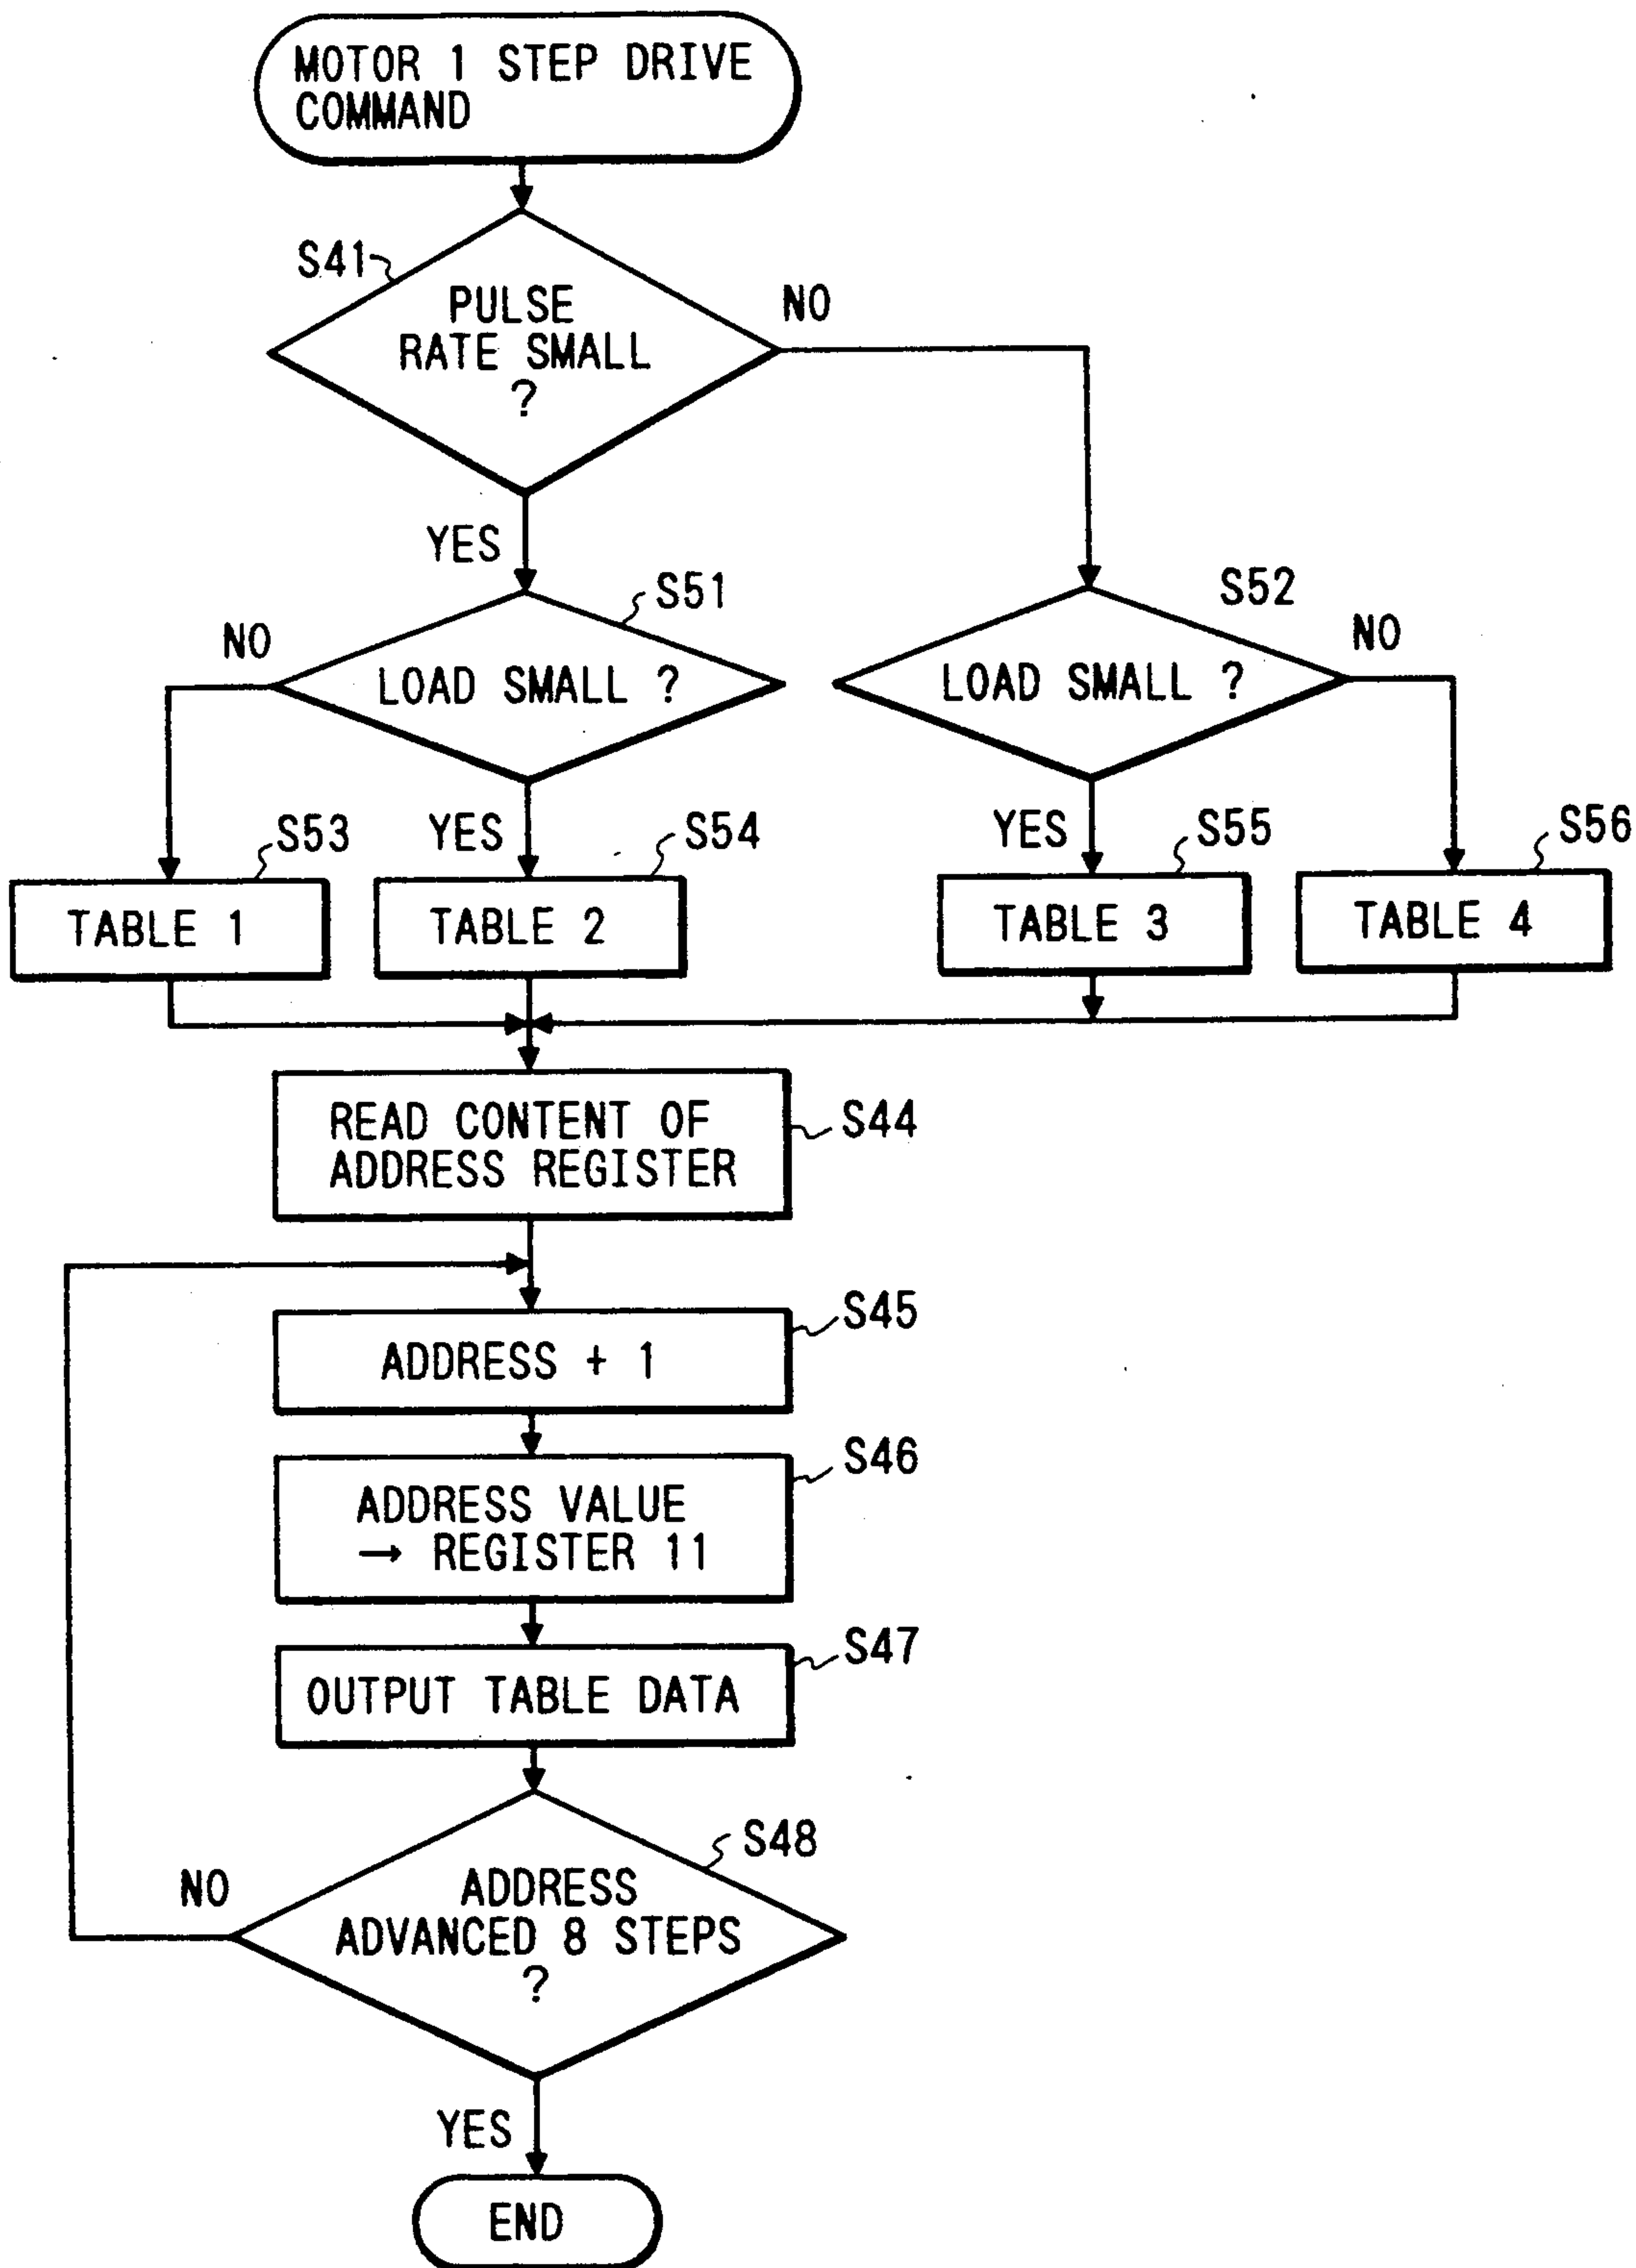 MOTOR 1 STEP DRIVE
COMMAND
S41
PULSE
RATE SMALL
?
NO
YES
S51
NO
LOAD SMALL ?
S52
NO
LOAD SMALL ?
YES
S53
TABLE 1
S54
TABLE 2
YES
S55
TABLE 3
S56
TABLE 4
READ CONTENT OF
ADDRESS REGISTER
S44
S45
ADDRESS + 1
S46
ADDRESS VALUE
→ REGISTER 11
S47
OUTPUT TABLE DATA
S48
NO
ADDRESS
ADVANCED 8 STEPS
?
YES
END